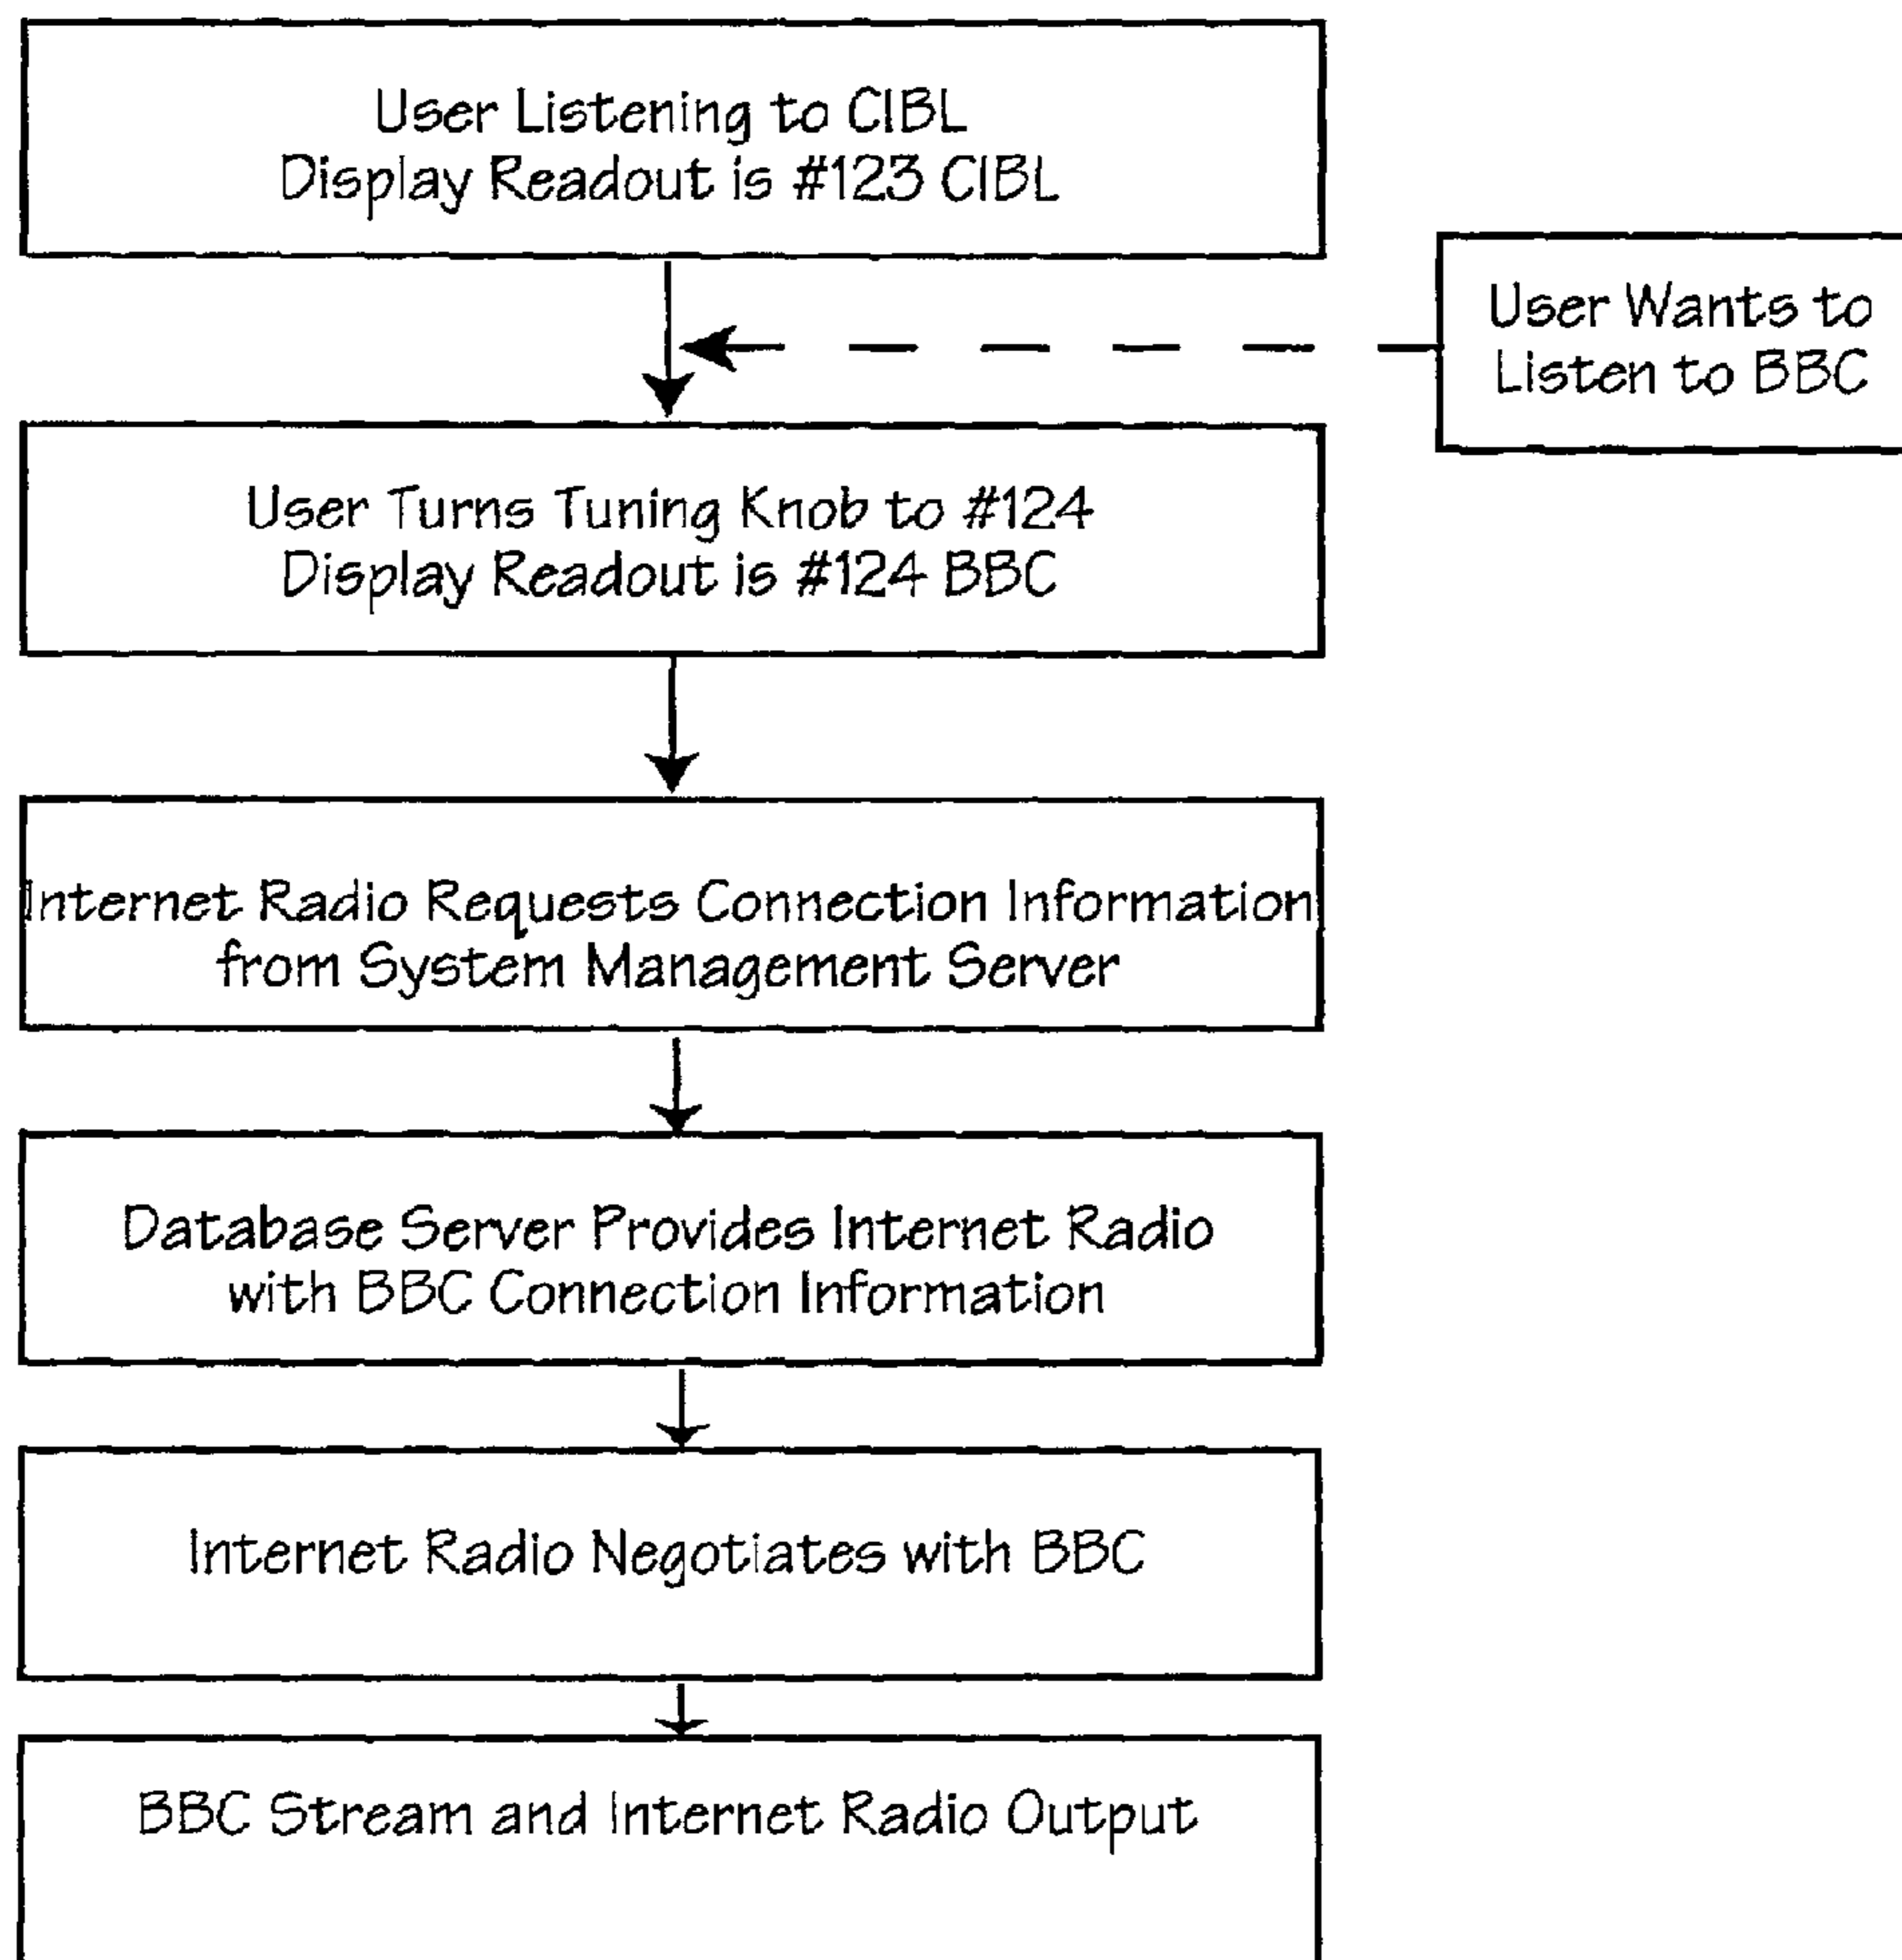 User Listening to CIBL
Display Readout is #123 CIBL
User Wants to
Listen to BBC
User Turns Tuning Knob to #124
Display Readout is #124 BBC
Internet Radio Requests Connection Information
from System Management Server
Database Server Provides Internet Radio
with BBC Connection Information
Internet Radio Negotiates with BBC
BBC Stream and Internet Radio Output